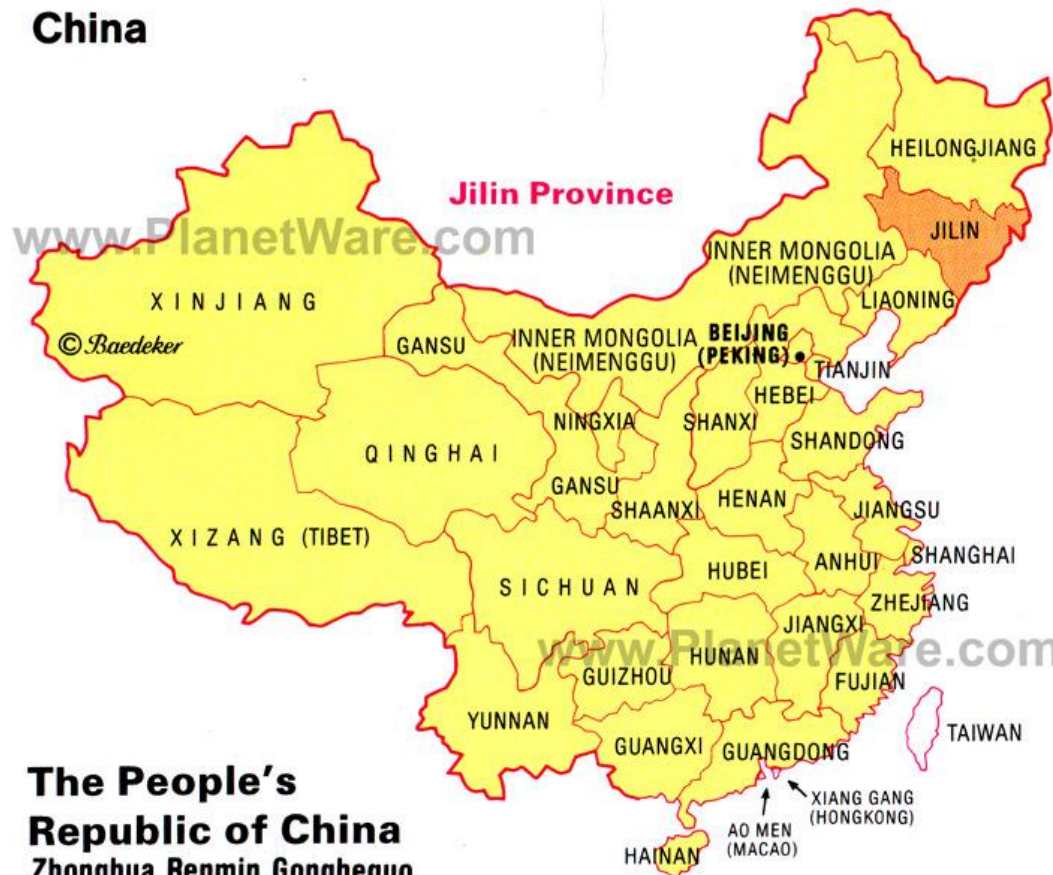 China
HEILONGJIANG
Jilin Province
JILIN
www.PlanetWare.com
INNER MONGOLIA
(NEIMENGGU)
XINJIANG
LIAONING
© Baedeker
GANSU
INNER MONGOLIA
(NEIMENGGU)
BEIJING
(PEKING)
TIANJIN
HEBEI
NINGXIA
SHANXI
SHANDONG
QINGHAI
GANSU
SHAANXI
HENAN
JIANGSU
XIZANG (TIBET)
SHANGHAI
ANHUI
HUBEI
SICHUAN
ZHEJIANG
JIANGXI
www.PlanetWare.com
HUNAN
GUIZHOU
FUJIAN
YUNNAN
TAIWAN
GUANGXI
GUANGDONG
The People's
Republic of China
Zhonghua Renmin Gongheguo
XIANG GANG
(HONGKONG)
AO MEN
(MACAO)
HAINAN